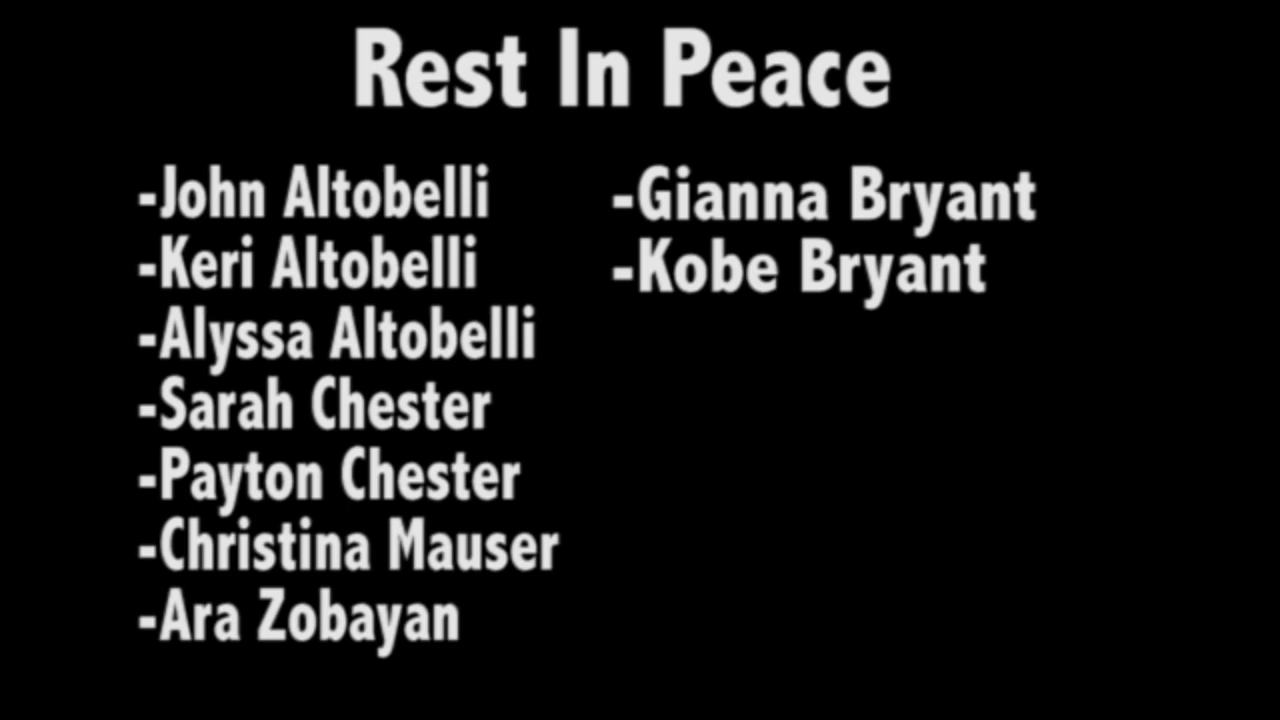 Rest In Peace
-John Altobelli
-Keri Altobelli
-Alyssa Altobelli
-Sarah Chester
-Payton Chester
-Christina Mauser
-Ara Zobayan
-Gianna Bryant
-Kobe Bryant